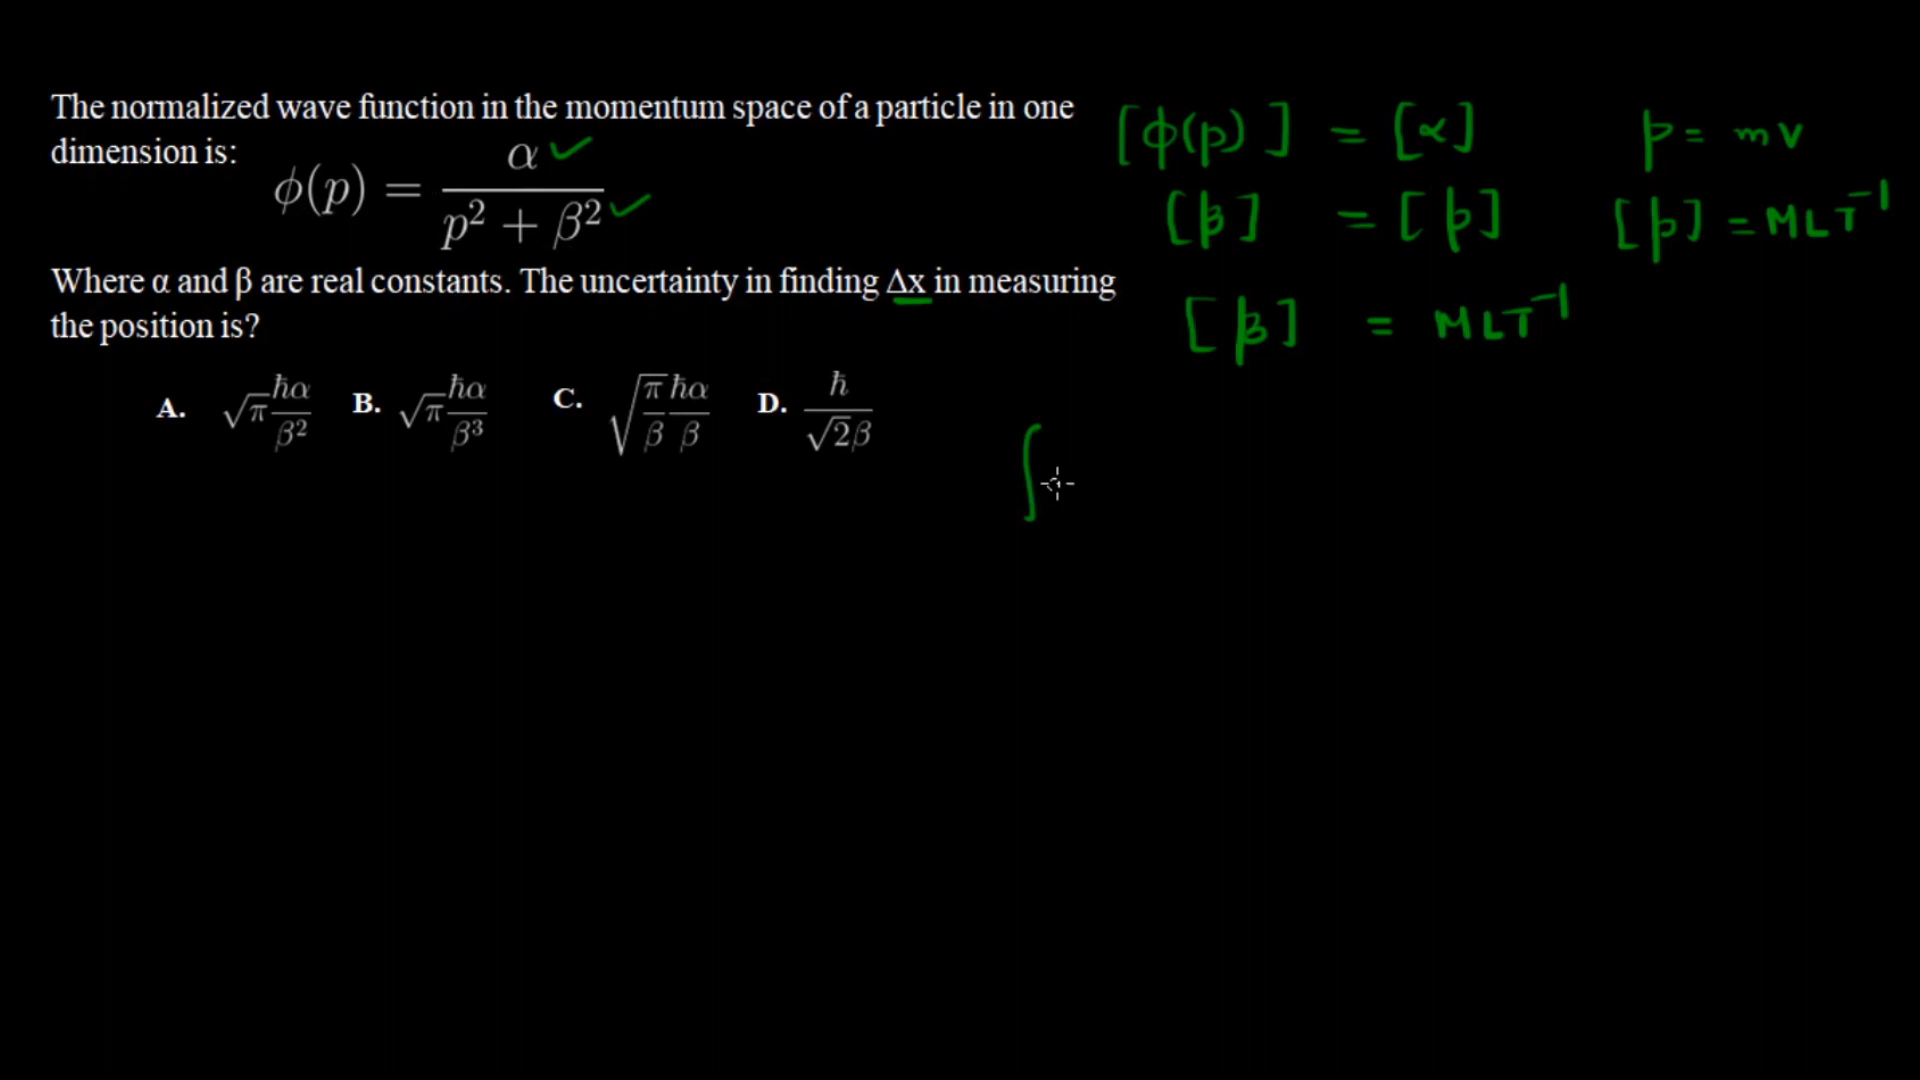 The normalized wave function in the momentum space of a particle in one
dimension is:
ϕ(p) = α / (p² + β²)
Where α and β are real constants. The uncertainty in finding Δx in measuring
the position is?
A. √π ħα/β² B. √π ħα/β³ C. √(π/β) ħα/β D. ħ/(√2β)
[ϕ(p)] = [α]
[β] = [p]
[β] = MLT⁻¹
p = mv
[p] = MLT⁻¹
∫